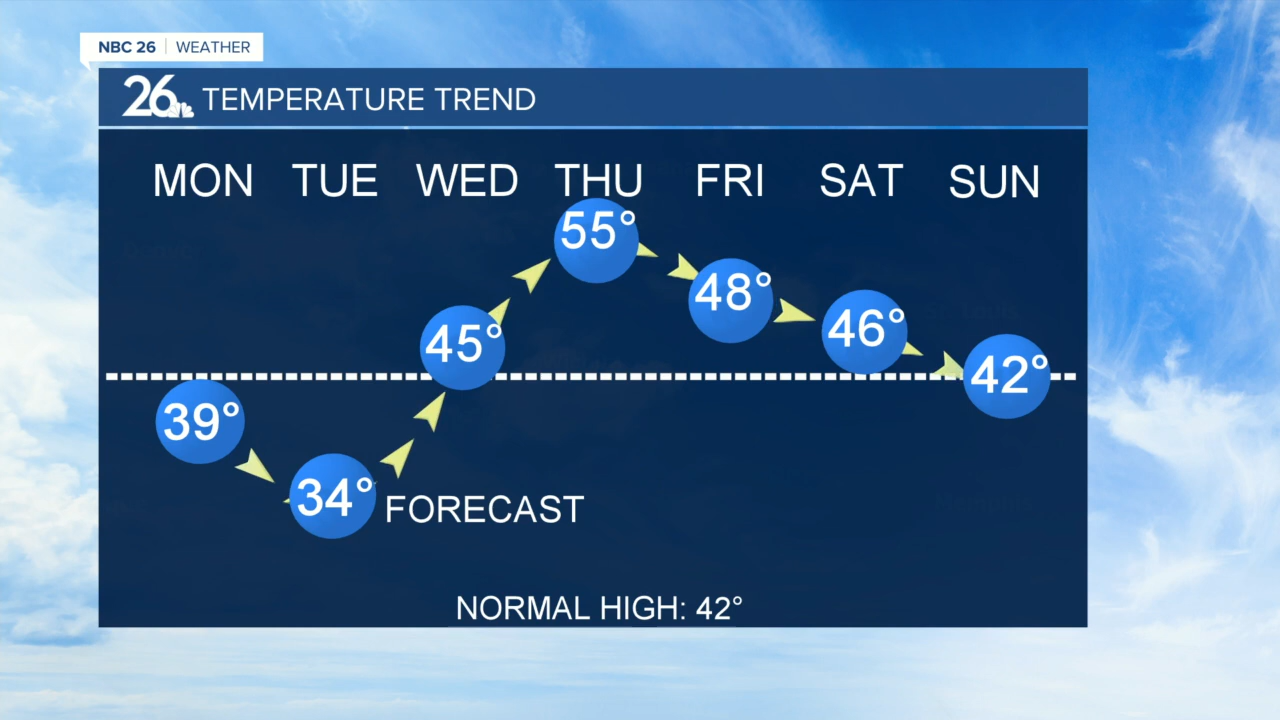 NBC 26 | WEATHER
26 TEMPERATURE TREND
MON TUE WED THU FRI SAT SUN
55°
48°
45° 46°
42°
39°
34° FORECAST
NORMAL HIGH: 42°